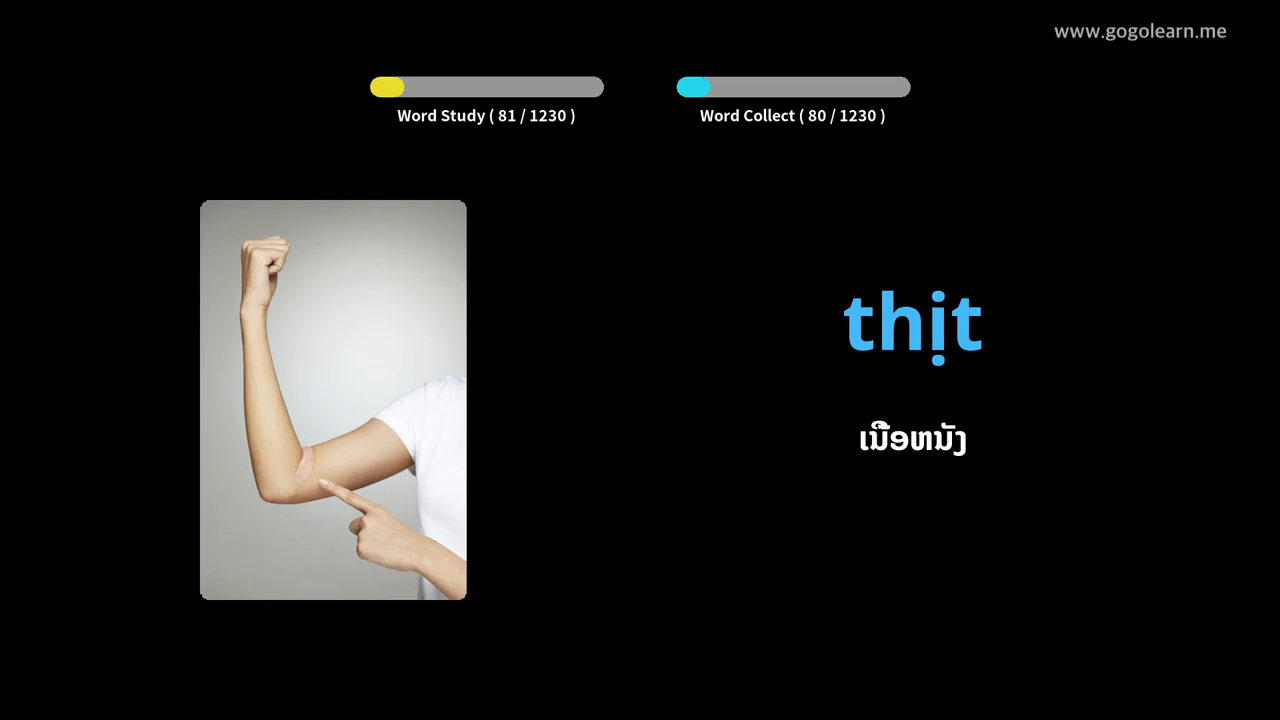 www.gogolearn.me
Word Study ( 81 / 1230 )
Word Collect ( 80 / 1230 )
thịt
ເນື້ອຫນັງ